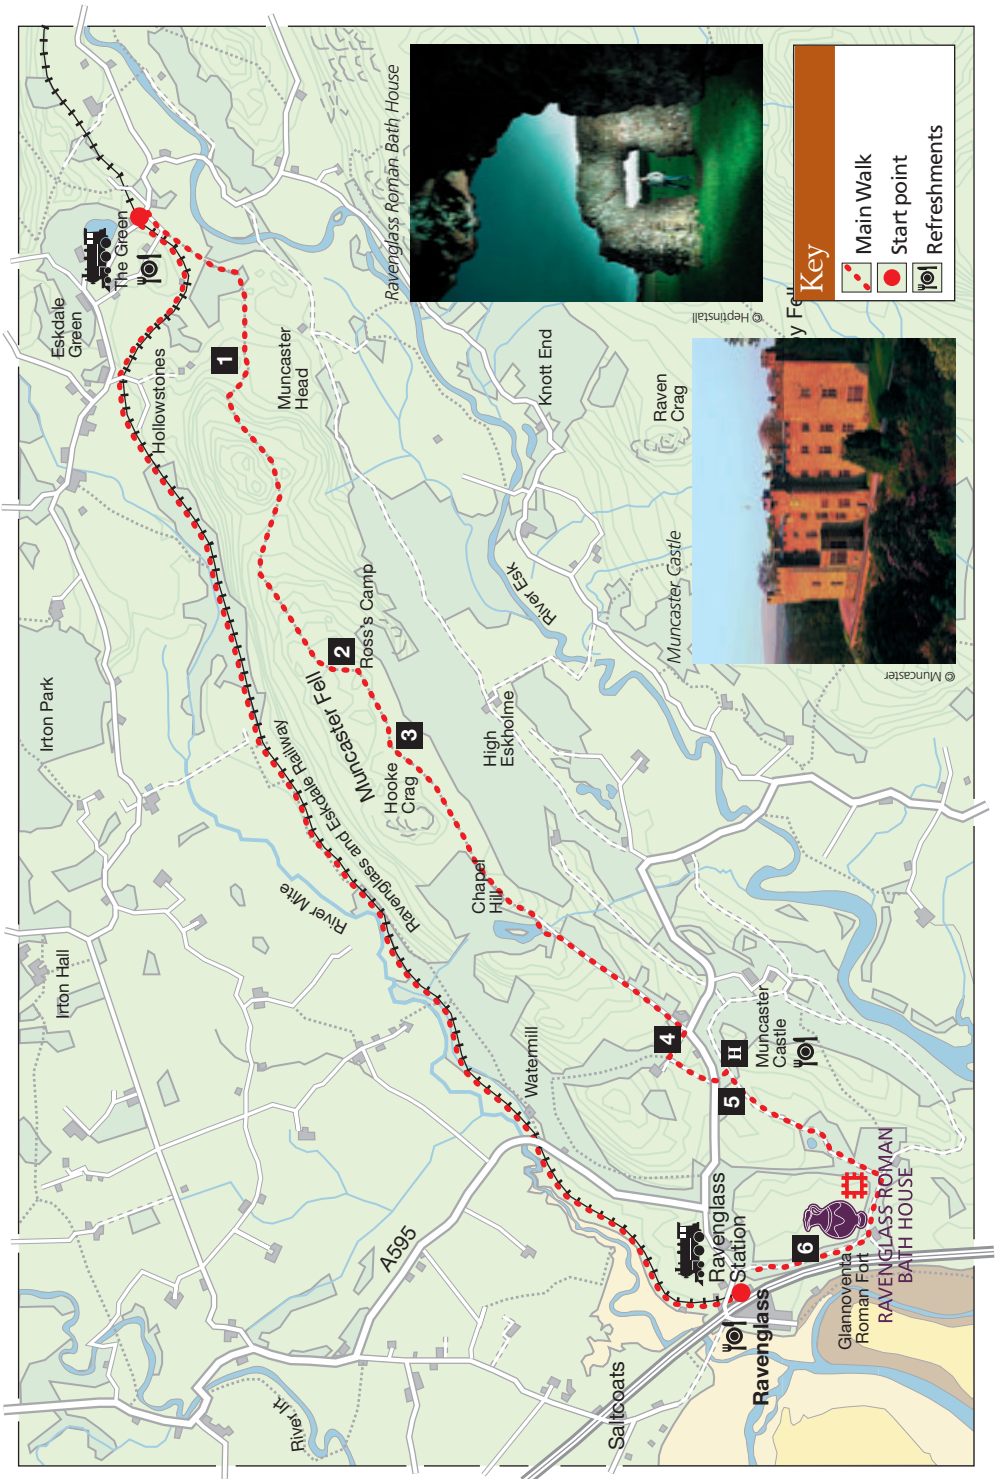 Eskdale
Green
The Green
Hollowstones
1
Muncaster
Head
Irton Park
Ross's Camp
2
Muncaster Fell
3
Hooke
Crag
Ravenglass and Eskdale Railway
River Mite
Chapel
Hill
High
Eskholme
River Esk
Knott End
Raven
Crag
Irton Hall
Watermill
4
H
5
Muncaster
Castle
A595
Ravenglass
Station
6
Glannoventa
Roman Fort
RAVENGLASS ROMAN
BATH HOUSE
Ravenglass
Saltcoats
River Irt
Ravenglass Roman Bath House
© Heptinstall
Muncaster Castle
© Muncaster
y Fell
Key
Main Walk
Start point
Refreshments